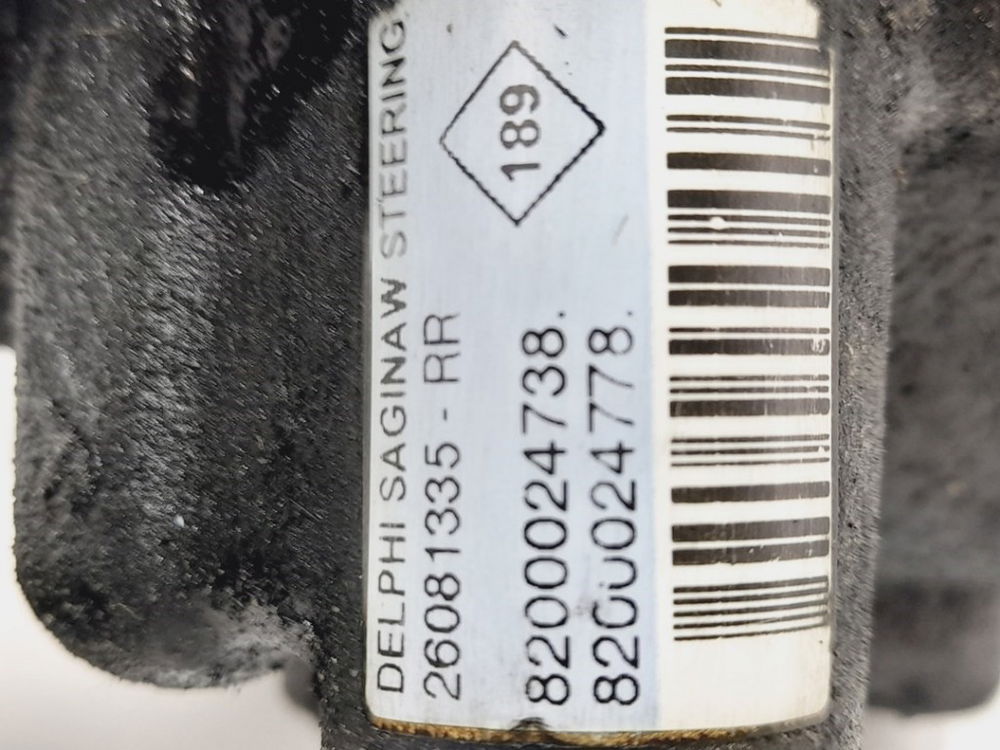 DELPHI SAGINAW STEERING
26081335 - RR
189
8200024738.
8200024778.